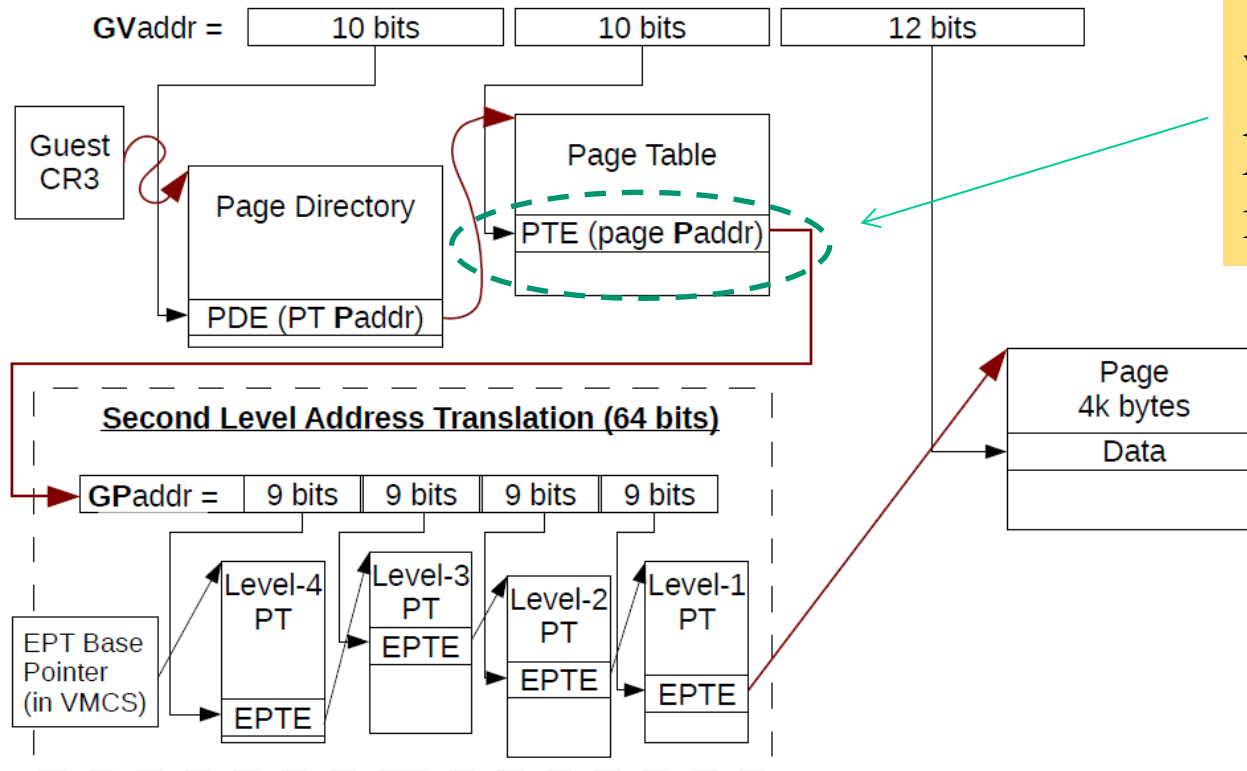 GVaddr =
10 bits
10 bits
12 bits
Guest
CR3
Page Directory
PDE (PT Paddr)
Page Table
PTE (page Paddr)
Page
4k bytes
Data
Second Level Address Translation (64 bits)
GPaddr =
9 bits
9 bits
9 bits
9 bits
EPT Base
Pointer
(in VMCS)
Level-4
PT
EPTE
Level-3
PT
EPTE
Level-2
PT
EPTE
Level-1
PT
EPTE